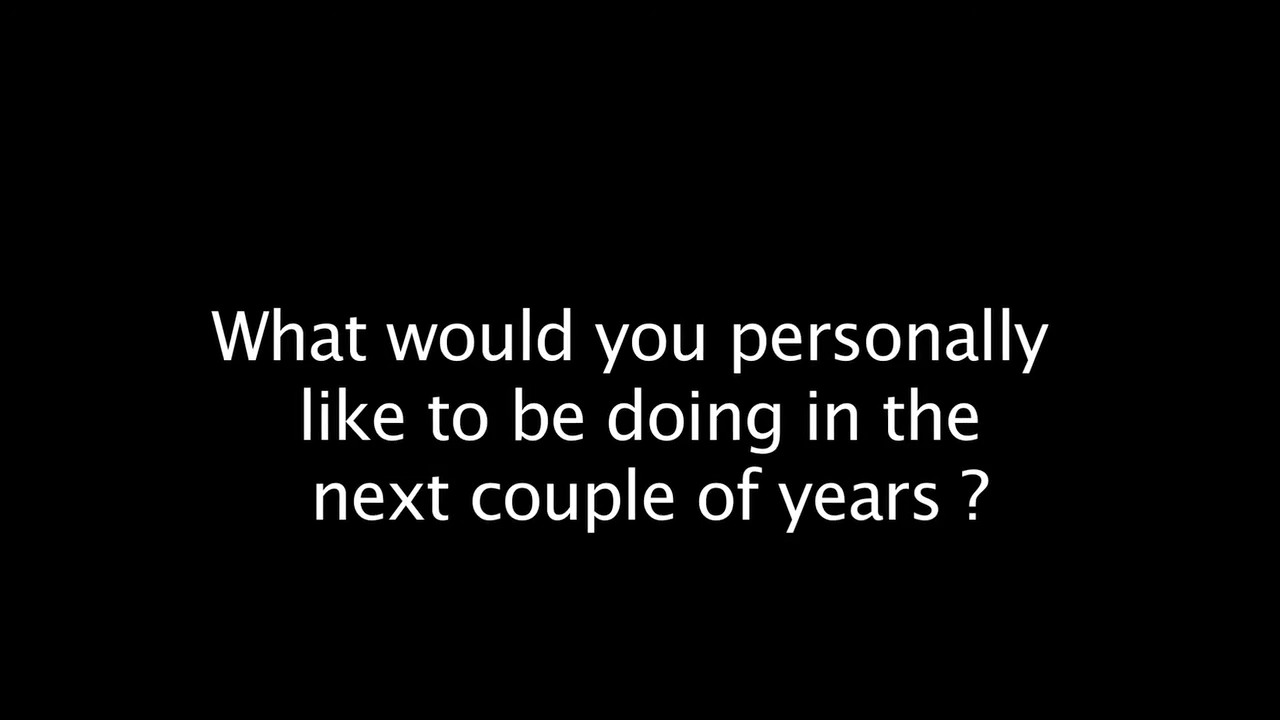 What would you personally
like to be doing in the
next couple of years ?